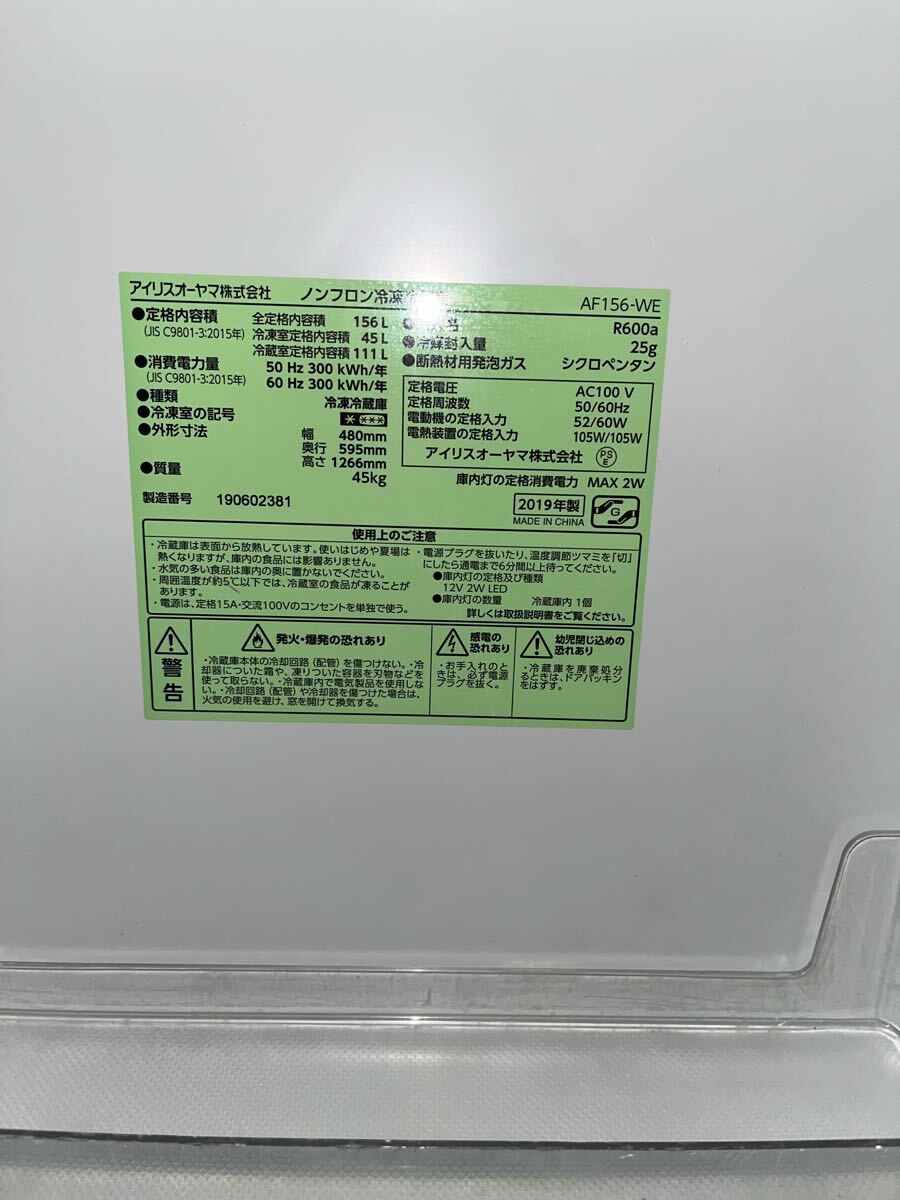 アイリスオーヤマ株式会社 ノンフロン冷凍 AF156-WE
●定格内容積
(JIS C9801-3:2015年)
全定格内容積 156L
冷凍室定格内容積 45L
冷蔵室定格内容積 111L
●消費電力量
(JIS C9801-3:2015年)
50 Hz 300 kWh/年
60 Hz 300 kWh/年
●種類 冷凍冷蔵庫
●冷凍室の記号
●外形寸法
幅 480mm
奥行 595mm
高さ 1266mm
●質量 45kg
製造番号 190602381
名 R600a
●冷媒封入量 25g
●断熱材用発泡ガス シクロペンタン
定格電圧 AC100 V
定格周波数 50/60Hz
電動機の定格入力 52/60W
電熱装置の定格入力 105W/105W
アイリスオーヤマ株式会社 PSE
庫内灯の定格消費電力 MAX 2W
2019年製
MADE IN CHINA
G
使用上のご注意
・冷蔵庫は表面から放熱しています。使いはじめや夏場は
熱くなりますが、庫内の食品には影響ありません。
・水気の多い食品は庫内の奥に置かないでください。
・周囲温度が約5℃以下では、冷蔵室の食品が凍ることが
あります。
・電源は、定格15A・交流100Vのコンセントを単独で使う。
・電源プラグを抜いたり、温度調節ツマミを「切」
にしたら通電まで6分間以上待ってください。
●庫内灯の定格及び種類
12V 2W LED
●庫内灯の数量 冷蔵庫内 1個
詳しくは取扱説明書をご覧ください。
警告
発火・爆発の恐れあり
・冷蔵庫本体の冷却回路(配管)を傷つけない。・冷
却器についた霜や、凍りついた容器を刃物などを
使って取らない。・冷蔵庫内で電気製品を使用しな
い。・冷却回路(配管)や冷却器を傷つけた場合は、
火気の使用を避け、窓を開けて換気する。
感電の
恐れあり
・お手入れのと
きは、必ず電源
プラグを抜く。
幼児閉じ込めの
恐れあり
・冷蔵庫を廃棄処分
するときは、ドアパッキン
をはずす。